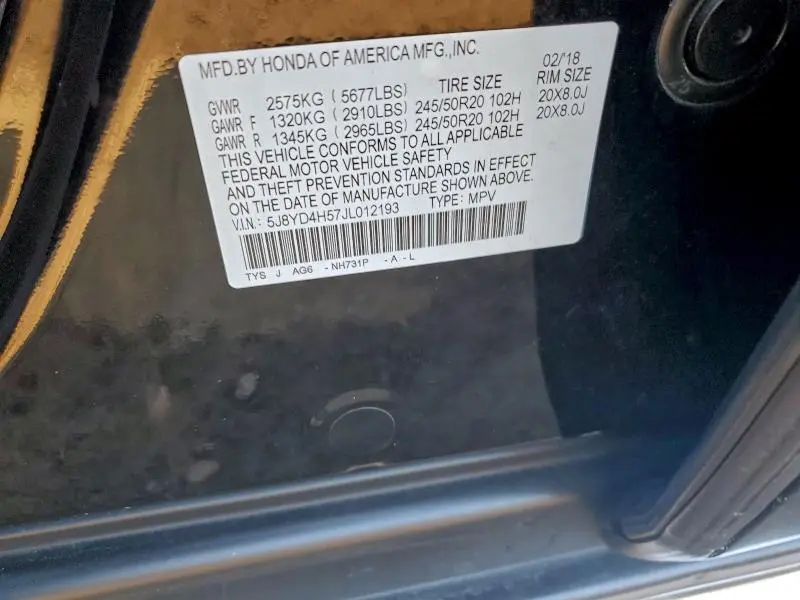 MFD.BY HONDA OF AMERICA MFG.,INC. 02/'18
TIRE SIZE RIM SIZE
GVWR 2575KG ( 5677LBS)
GAWR F 1320KG ( 2910LBS) 245/50R20 102H 20X8.0J
GAWR R 1345KG ( 2965LBS) 245/50R20 102H 20X8.0J
THIS VEHICLE CONFORMS TO ALL APPLICABLE
FEDERAL MOTOR VEHICLE SAFETY
AND THEFT PREVENTION STANDARDS IN EFFECT
ON THE DATE OF MANUFACTURE SHOWN ABOVE.
V.I.N.: 5J8YD4H57JL012193 TYPE: MPV
TYS J AG6 -NH731P -A-L